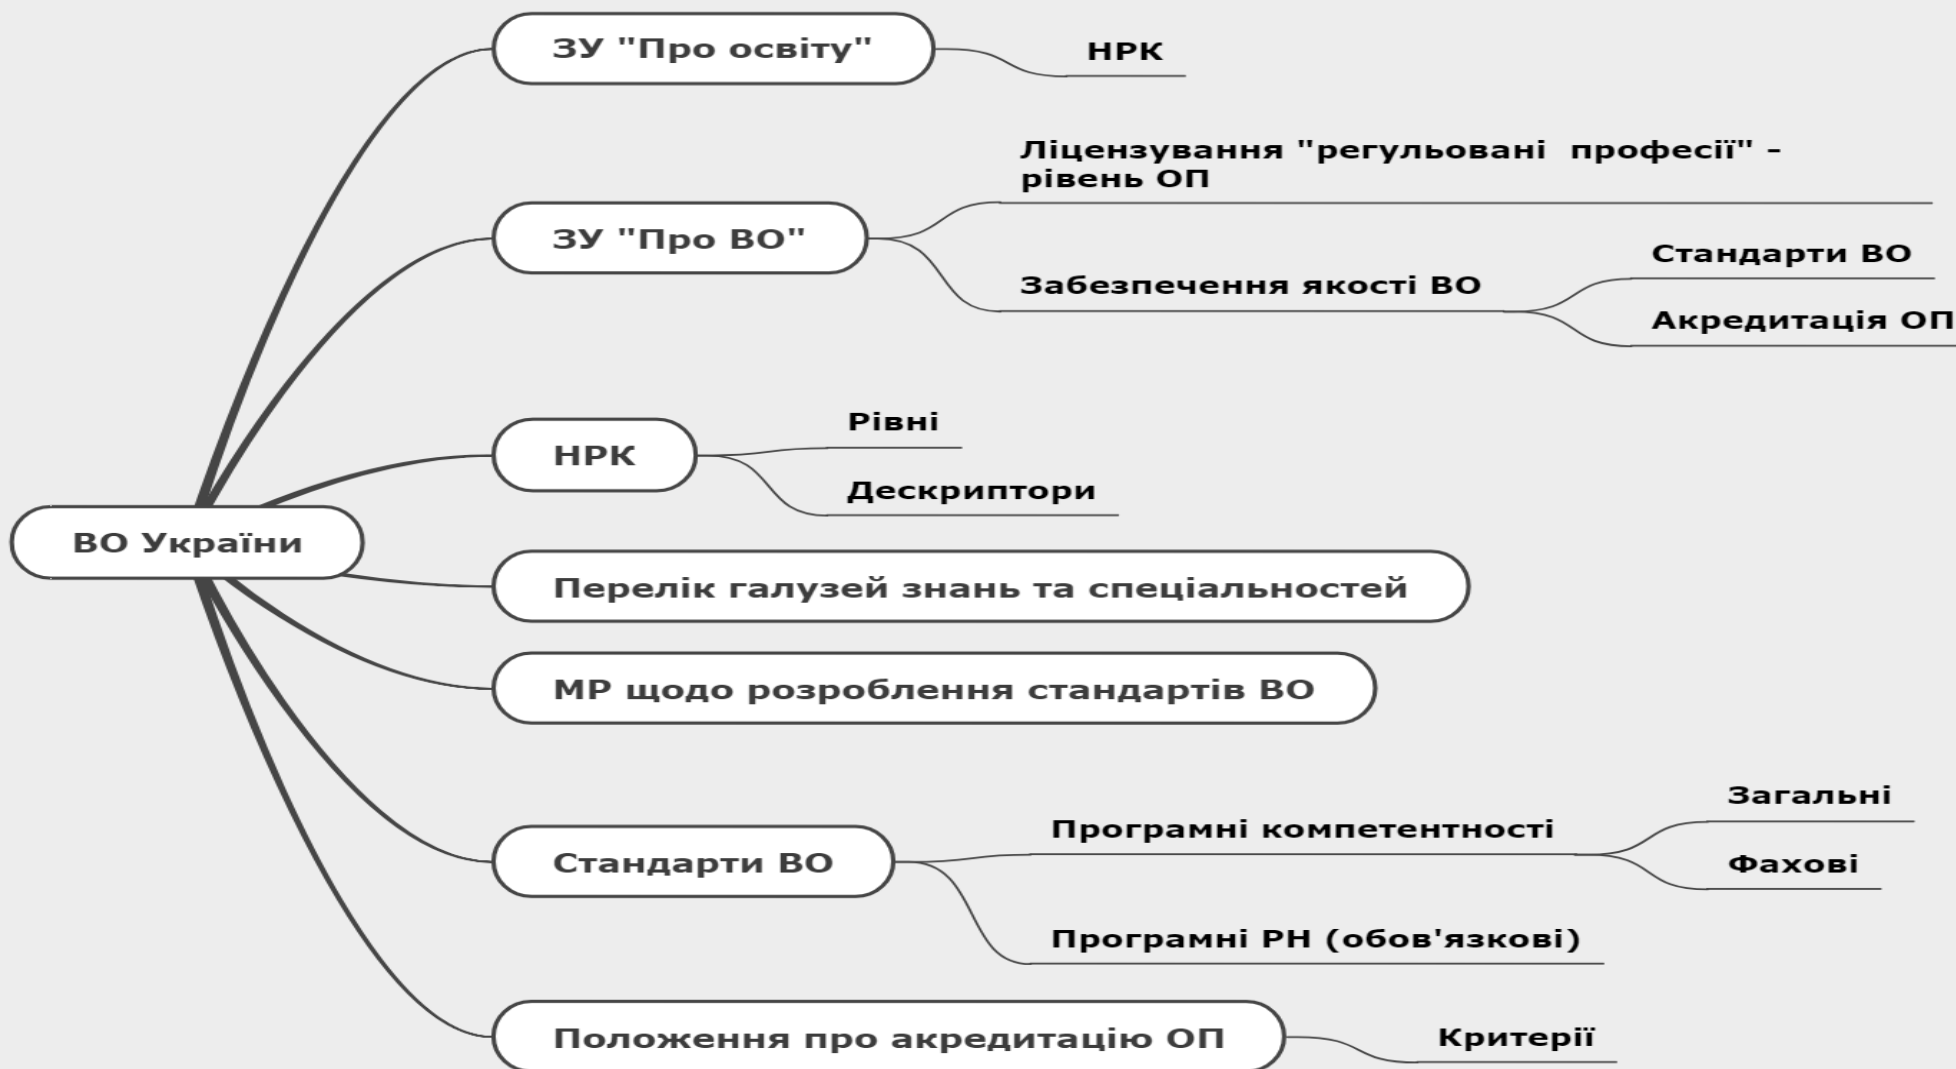 ЗУ "Про освіту"
НРК
Ліцензування "регульовані професії" –
рівень ОП
ЗУ "Про ВО"
Забезпечення якості ВО
Стандарти ВО
Акредитація ОП
НРК
Рівні
Дескриптори
ВО України
Перелік галузей знань та спеціальностей
МР щодо розроблення стандартів ВО
Стандарти ВО
Програмні компетентності
Загальні
Фахові
Програмні РН (обов'язкові)
Положення про акредитацію ОП
Критерії